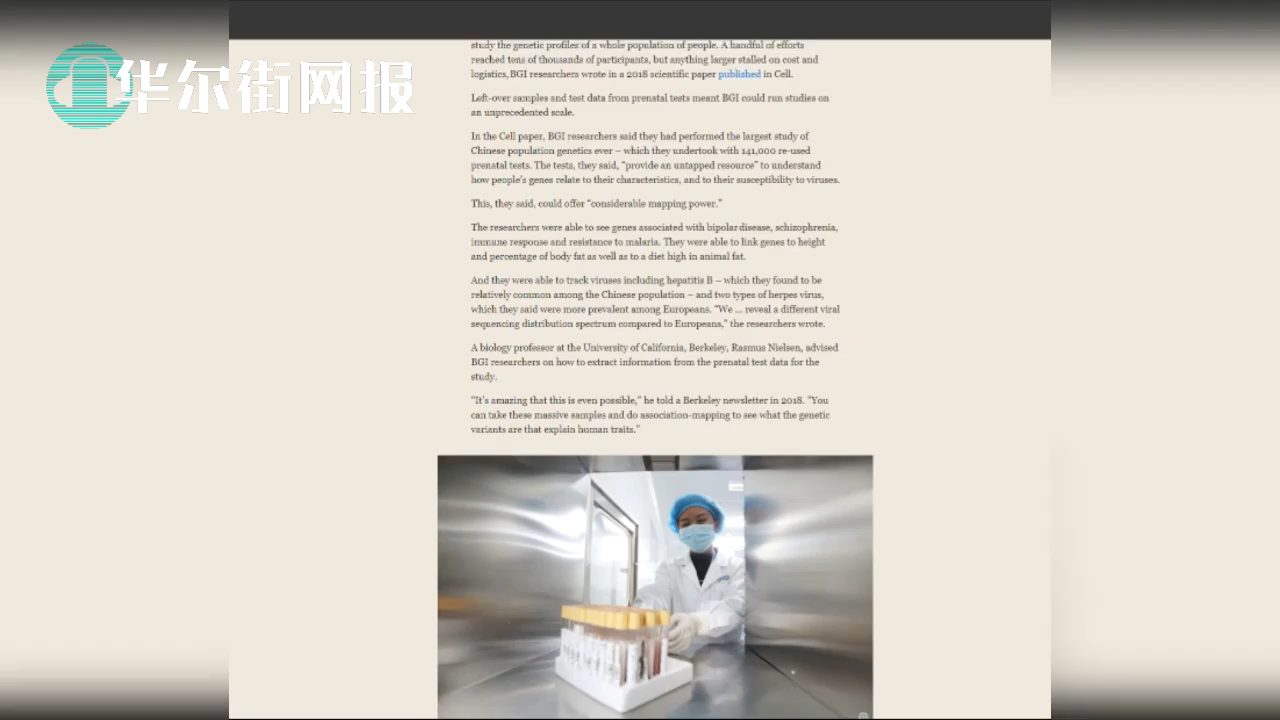 华尔街网报
study the genetic profiles of a whole population of people. A handful of efforts
reached tens of thousands of participants, but anything larger stalled on cost and
logistics, BGI researchers wrote in a 2018 scientific paper published in Cell.
Left-over samples and test data from prenatal tests meant BGI could run studies on
an unprecedented scale.
In the Cell paper, BGI researchers said they had performed the largest study of
Chinese population genetics ever – which they undertook with 141,000 re-used
prenatal tests. The tests, they said, “provide an untapped resource” to understand
how people’s genes relate to their characteristics, and to their susceptibility to viruses.
This, they said, could offer “considerable mapping power.”
The researchers were able to see genes associated with bipolar disease, schizophrenia,
immune response and resistance to malaria. They were able to link genes to height
and percentage of body fat as well as to a diet high in animal fat.
And they were able to track viruses including hepatitis B – which they found to be
relatively common among the Chinese population – and two types of herpes virus,
which they said were more prevalent among Europeans. “We ... reveal a different viral
sequencing distribution spectrum compared to Europeans,” the researchers wrote.
A biology professor at the University of California, Berkeley, Rasmus Nielsen, advised
BGI researchers on how to extract information from the prenatal test data for the
study.
“It’s amazing that this is even possible,” he told a Berkeley newsletter in 2018. “You
can take these massive samples and do association-mapping to see what the genetic
variants are that explain human traits.”